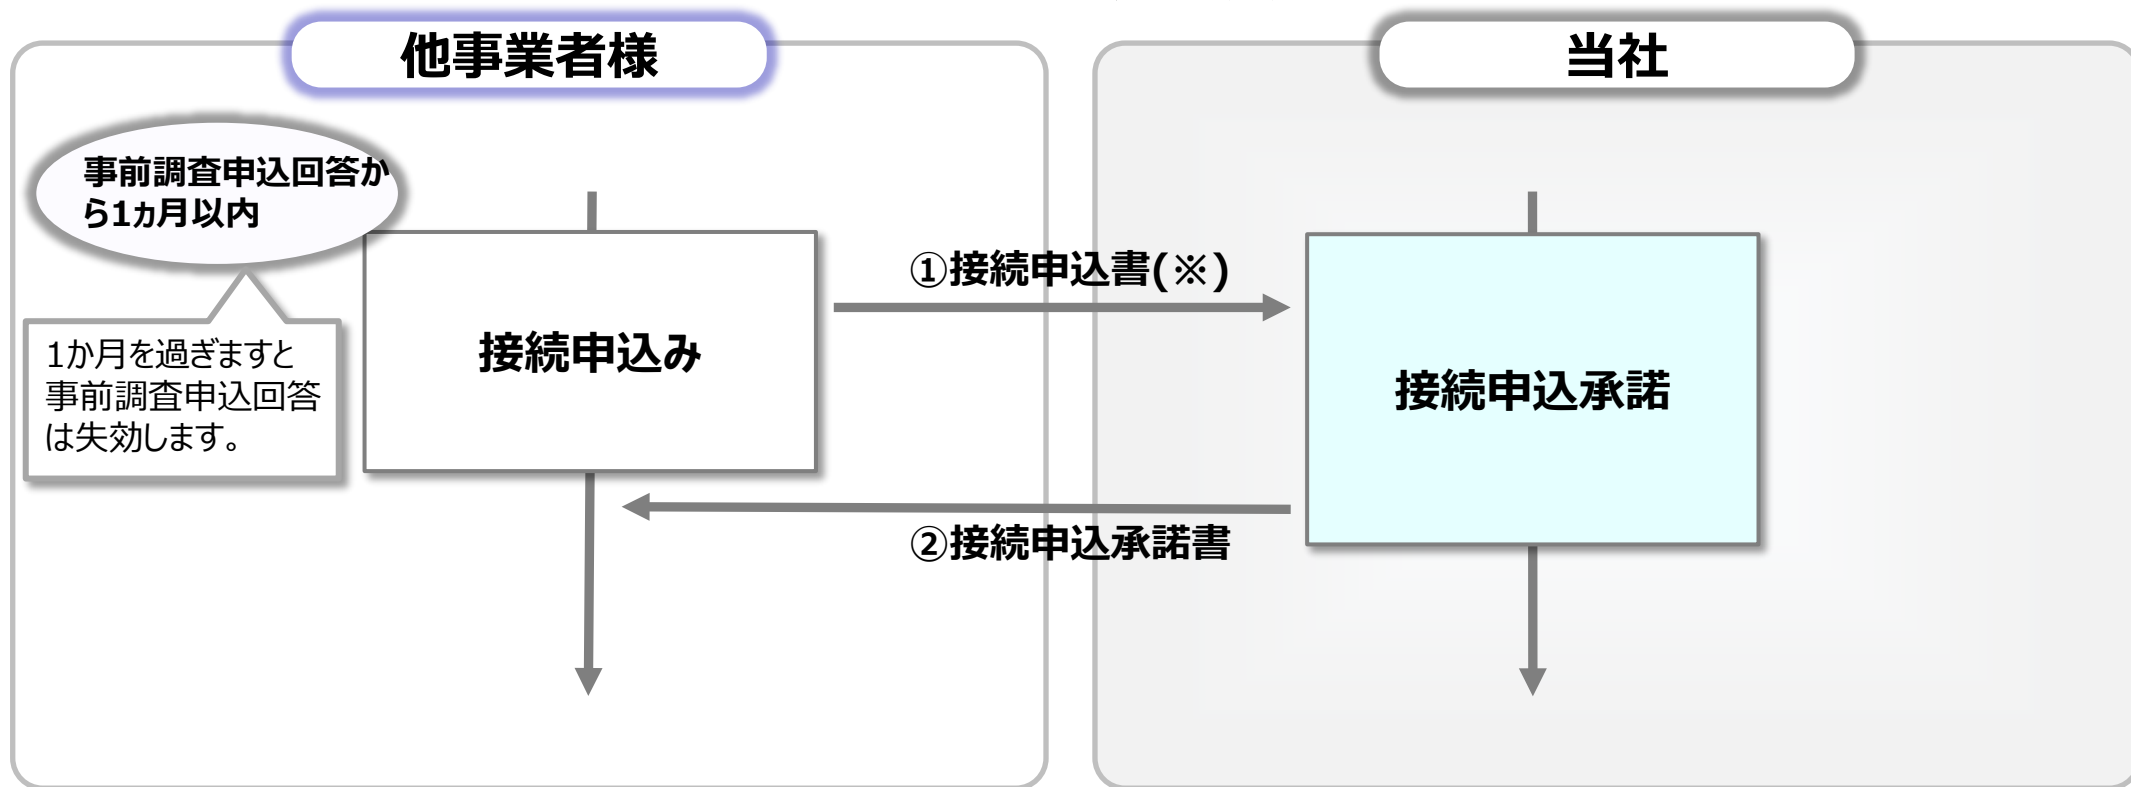 他事業者様
当社
事前調査申込回答か
ら1ヵ月以内
①接続申込書(※)
接続申込み
1か月を過ぎますと
事前調査申込回答
は失効します。
接続申込承諾
②接続申込承諾書